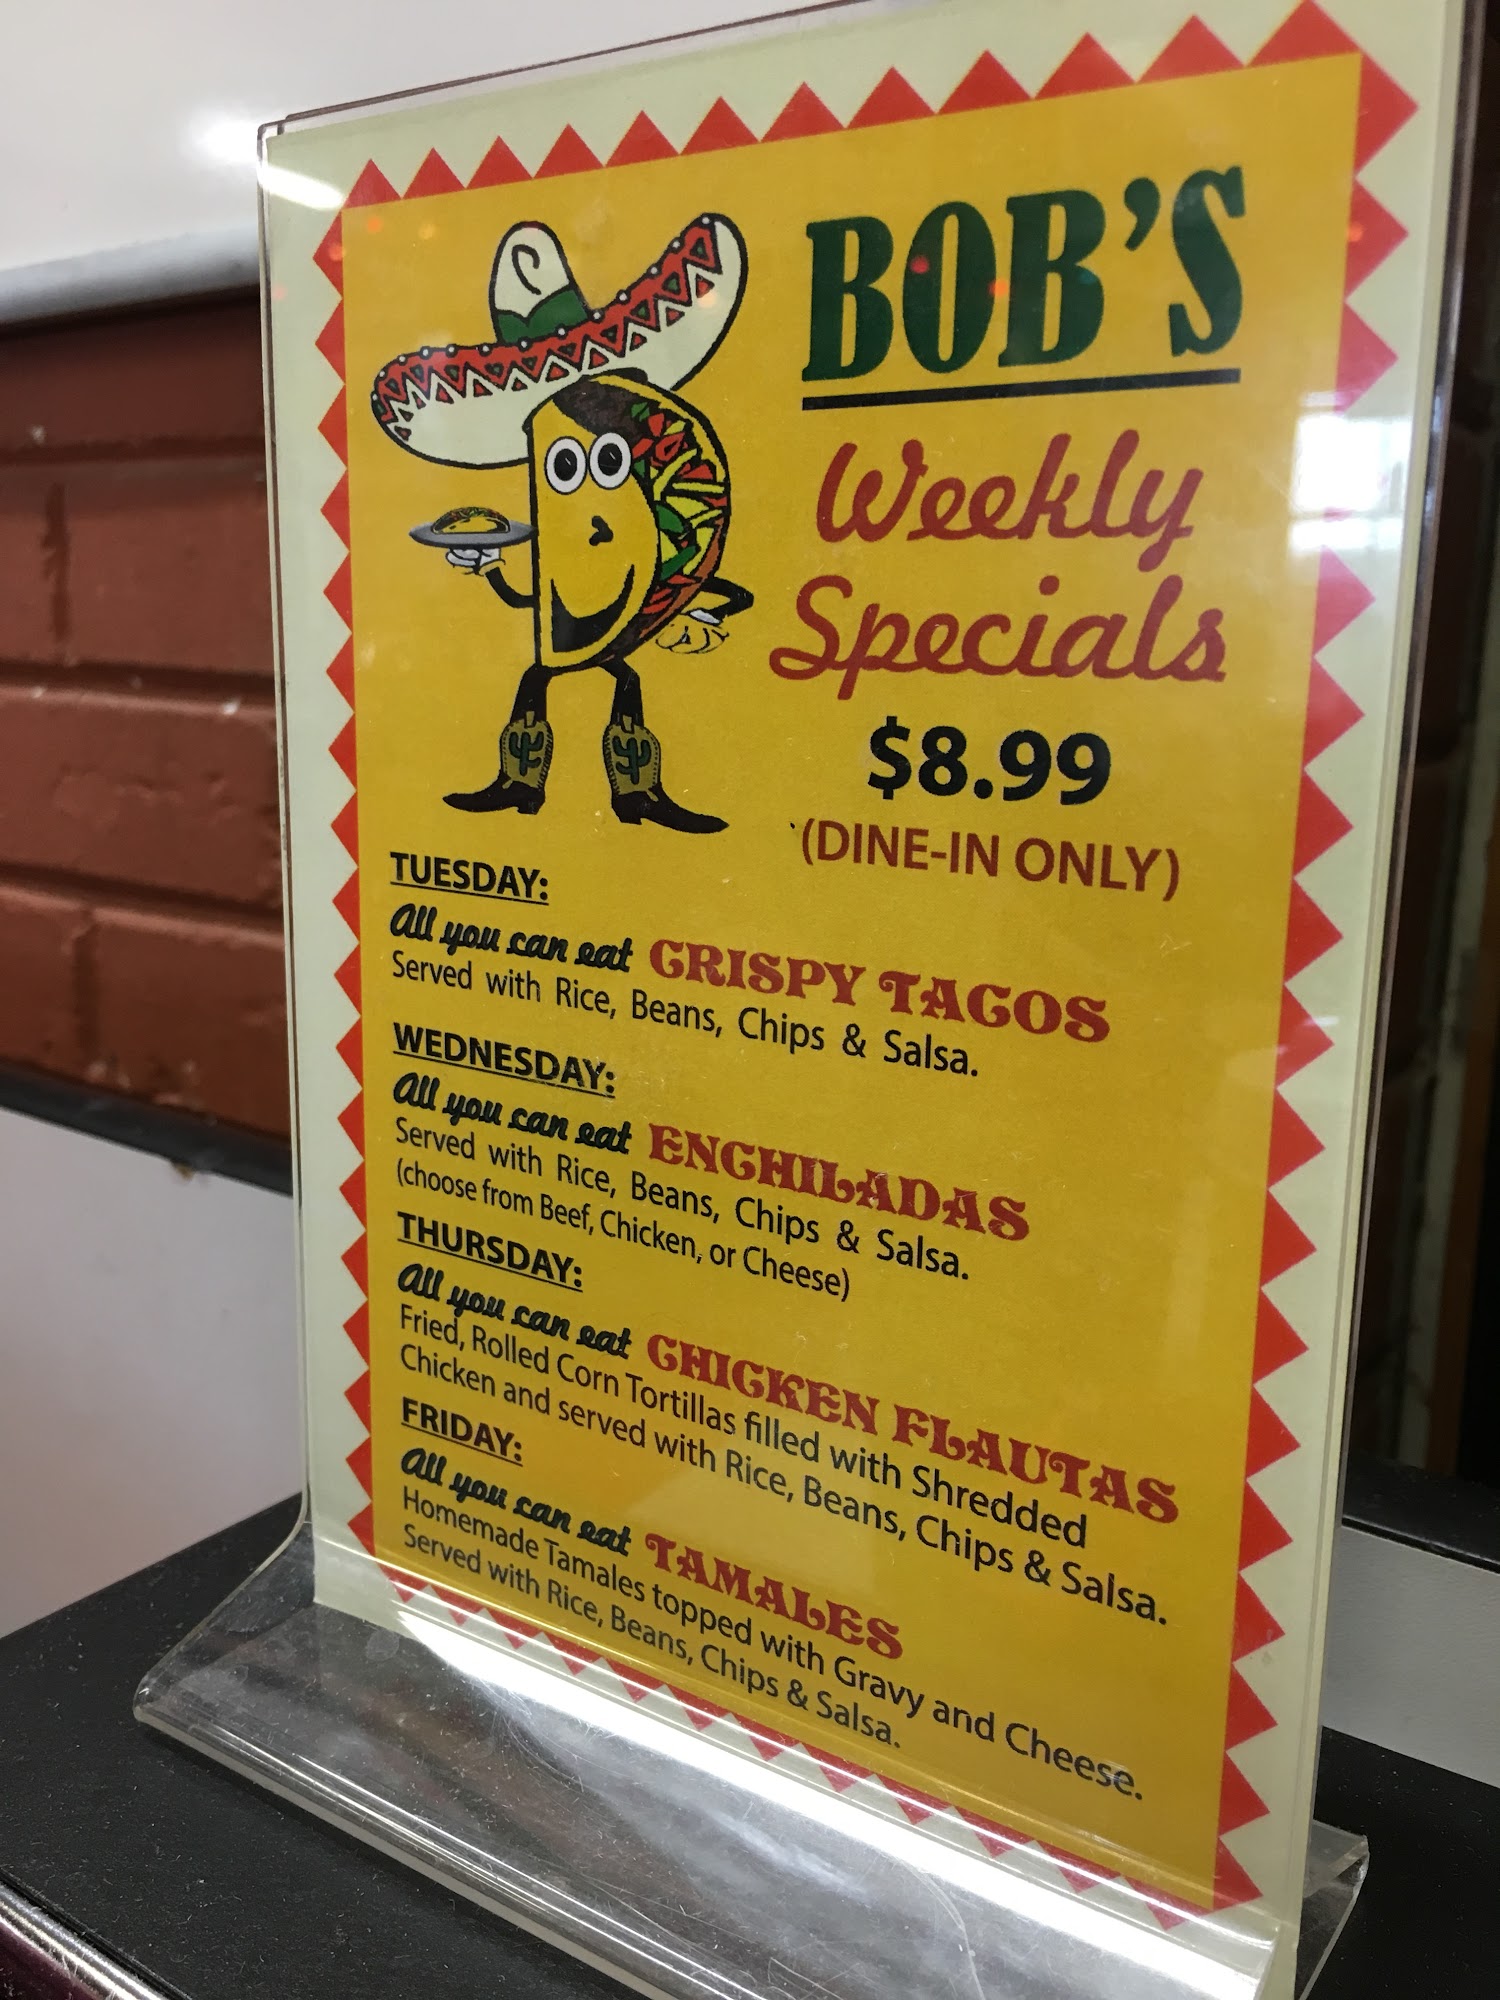 BOB'S
Weekly
Specials
$8.99
(DINE-IN ONLY)
TUESDAY:
All you can eat CRISPY TACOS
Served with Rice, Beans, Chips & Salsa.
WEDNESDAY:
All you can eat ENCHILADAS
Served with Rice, Beans, Chips & Salsa.
(choose from Beef, Chicken, or Cheese)
THURSDAY:
All you can eat CHICKEN FLAUTAS
Fried, Rolled Corn Tortillas filled with Shredded
Chicken and served with Rice, Beans, Chips & Salsa.
FRIDAY:
All you can eat TAMALES
Homemade Tamales topped with Gravy and Cheese.
Served with Rice, Beans, Chips & Salsa.